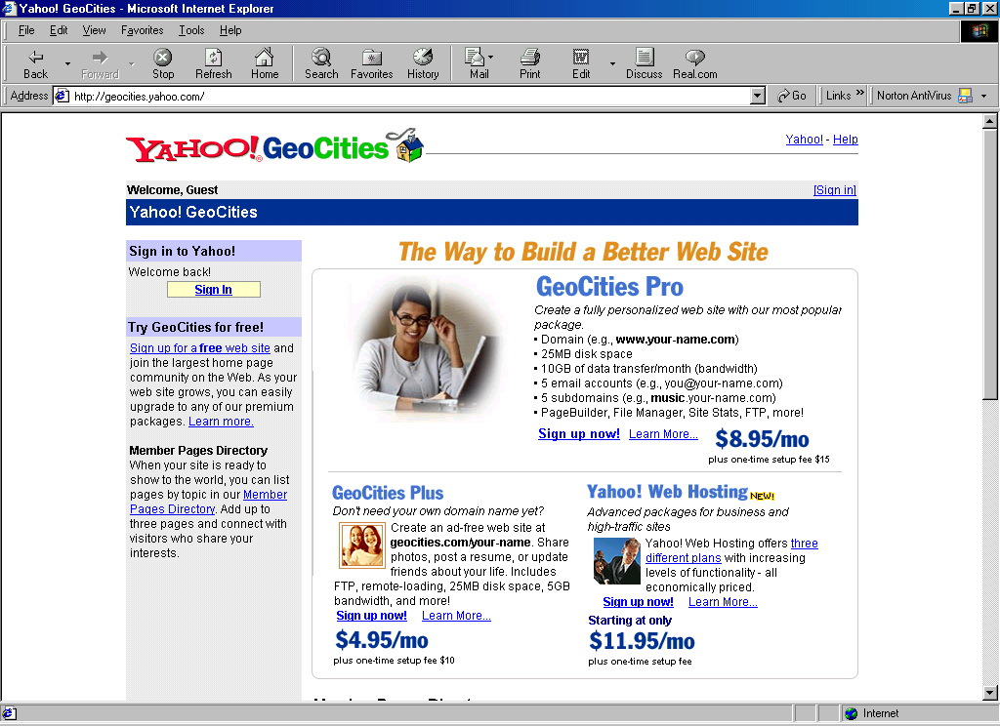 Yahoo! GeoCities - Microsoft Internet Explorer
File Edit View Favorites Tools Help
Back Forward Stop Refresh Home Search Favorites History Mail Print Edit Discuss Real.com
Address http://geocities.yahoo.com/ Go Links » Norton AntiVirus
YAHOO!® GeoCities
Yahoo! - Help
Welcome, Guest [Sign in]
Yahoo! GeoCities
Sign in to Yahoo!
Welcome back!
Sign In
Try GeoCities for free!
Sign up for a free web site and
join the largest home page
community on the Web. As your
web site grows, you can easily
upgrade to any of our premium
packages. Learn more.
Member Pages Directory
When your site is ready to
show to the world, you can list
pages by topic in our Member
Pages Directory. Add up to
three pages and connect with
visitors who share your
interests.
The Way to Build a Better Web Site
GeoCities Pro
Create a fully personalized web site with our most popular
package.
• Domain (e.g., www.your-name.com)
• 25MB disk space
• 10GB of data transfer/month (bandwidth)
• 5 email accounts (e.g., you@your-name.com)
• 5 subdomains (e.g., music.your-name.com)
• PageBuilder, File Manager, Site Stats, FTP, more!
Sign up now! Learn More... $8.95/mo
plus one-time setup fee $15
GeoCities Plus
Don't need your own domain name yet?
Create an ad-free web site at
geocities.com/your-name. Share
photos, post a resume, or update
friends about your life. Includes
FTP, remote-loading, 25MB disk space, 5GB
bandwidth, and more!
Sign up now! Learn More...
$4.95/mo
plus one-time setup fee $10
Yahoo! Web Hosting NEW!
Advanced packages for business and
high-traffic sites
Yahoo! Web Hosting offers three
different plans with increasing
levels of functionality - all
economically priced.
Sign up now! Learn More...
Starting at only
$11.95/mo
plus one-time setup fee
Internet